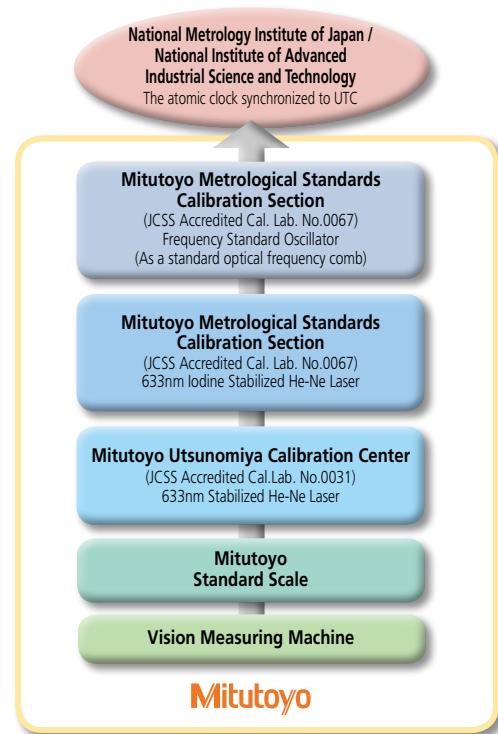 National Metrology Institute of Japan /
National Institute of Advanced
Industrial Science and Technology
The atomic clock synchronized to UTC
Mitutoyo Metrological Standards
Calibration Section
(JCSS Accredited Cal. Lab. No.0067)
Frequency Standard Oscillator
(As a standard optical frequency comb)
Mitutoyo Metrological Standards
Calibration Section
(JCSS Accredited Cal. Lab. No.0067)
633nm Iodine Stabilized He-Ne Laser
Mitutoyo Utsunomiya Calibration Center
(JCSS Accredited Cal.Lab. No.0031)
633nm Stabilized He-Ne Laser
Mitutoyo
Standard Scale
Vision Measuring Machine
Mitutoyo